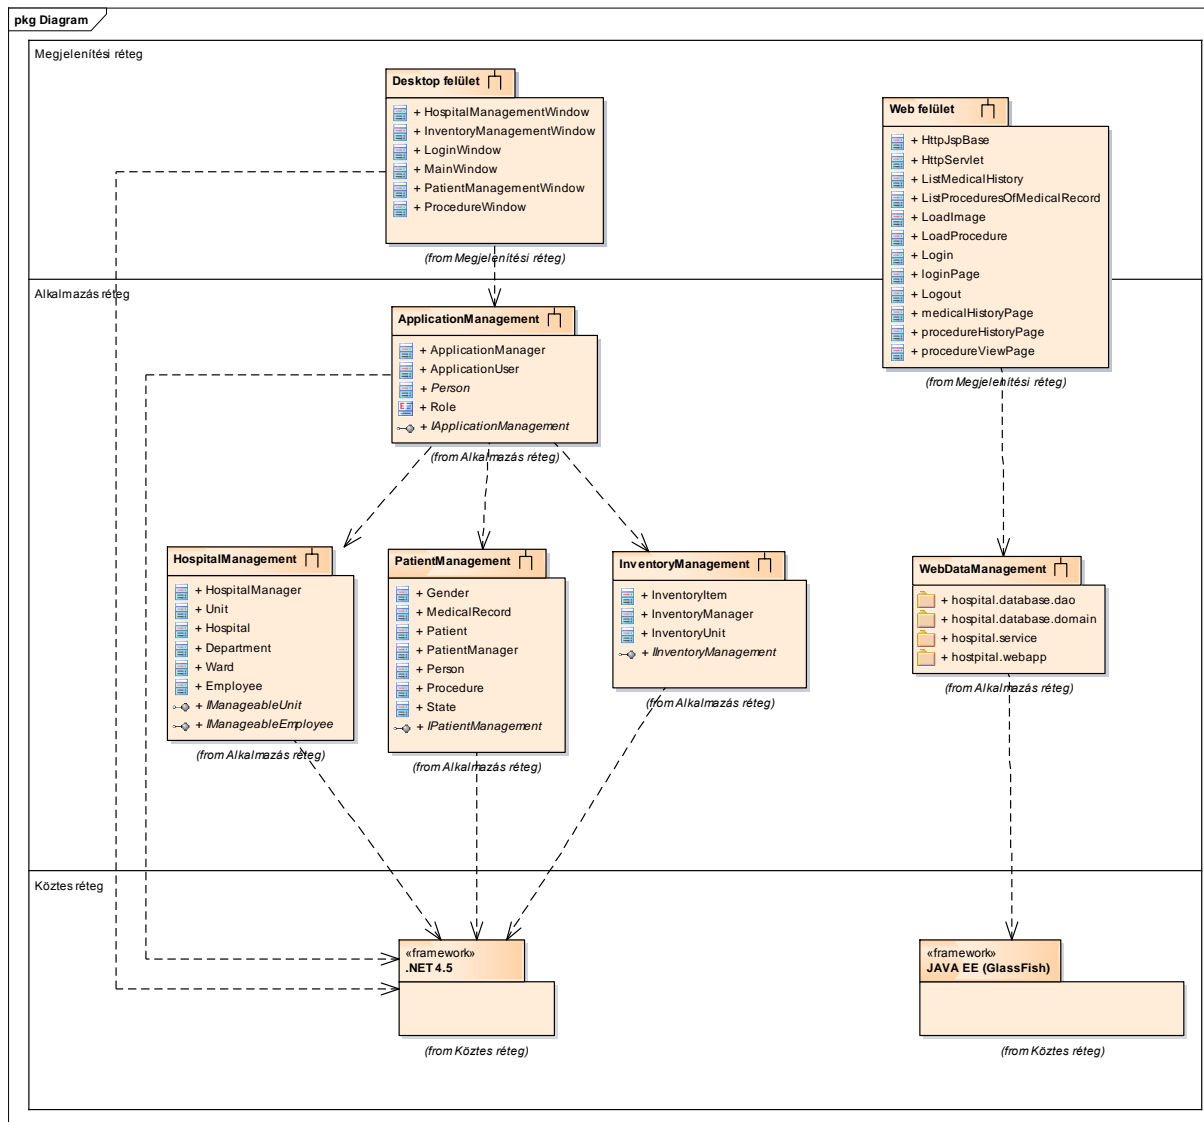 pkg Diagram
Megjelenítési réteg
Desktop felület
+ HospitalManagementWindow
+ InventoryManagementWindow
+ LoginWindow
+ MainWindow
+ PatientManagementWindow
+ ProcedureWindow
(from Megjelenítési réteg)
Web felület
+ HttpJspBase
+ HttpServlet
+ ListMedicalHistory
+ ListProceduresOfMedicalRecord
+ LoadImage
+ LoadProcedure
+ Login
+ loginPage
+ Logout
+ medicalHistoryPage
+ procedureHistoryPage
+ procedureViewPage
(from Megjelenítési réteg)
Alkalmazás réteg
ApplicationManagement
+ ApplicationManager
+ ApplicationUser
+ Person
+ Role
+ IApplicationManagement
(from Alkalmazás réteg)
HospitalManagement
+ HospitalManager
+ Unit
+ Hospital
+ Department
+ Ward
+ Employee
+ IManageableUnit
+ IManageableEmployee
(from Alkalmazás réteg)
PatientManagement
+ Gender
+ MedicalRecord
+ Patient
+ PatientManager
+ Person
+ Procedure
+ State
+ IPatientManagement
(from Alkalmazás réteg)
InventoryManagement
+ InventoryItem
+ InventoryManager
+ InventoryUnit
+ IInventoryManagement
(from Alkalmazás réteg)
WebDataManagement
+ hospital.database.dao
+ hospital.database.domain
+ hospital.service
+ hostpital.webapp
(from Alkalmazás réteg)
Köztes réteg
«framework»
.NET 4.5
(from Köztes réteg)
«framework»
JAVA EE (GlassFish)
(from Köztes réteg)